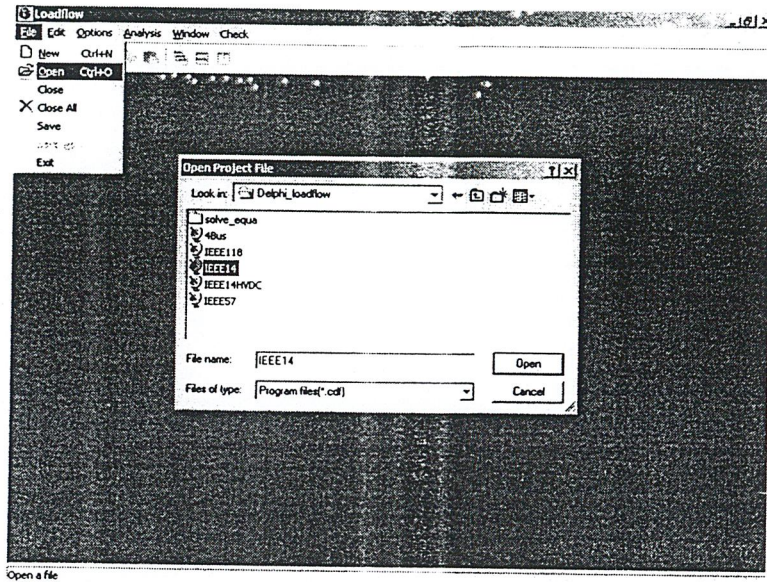 Loadflow
File Edit Options Analysis Window Check
New Ctrl+N
Open Ctrl+O
Close
Close All
Save
Exit
Open Project File
Look in: Delphi_loadflow
solve_equa
4Bus
IEEE118
IEEE14
IEEE14HVDC
IEEE57
File name: IEEE14 Open
Files of type: Program files(*.cdf) Cancel
Open a file